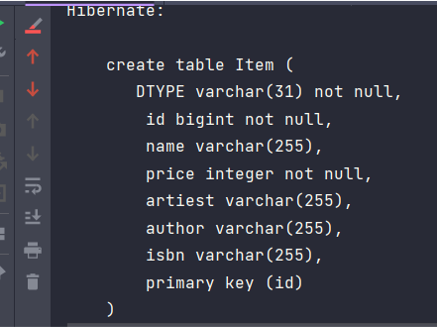 Hibernate:
create table Item (
DTYPE varchar(31) not null,
id bigint not null,
name varchar(255),
price integer not null,
artiest varchar(255),
author varchar(255),
isbn varchar(255),
primary key (id)
)